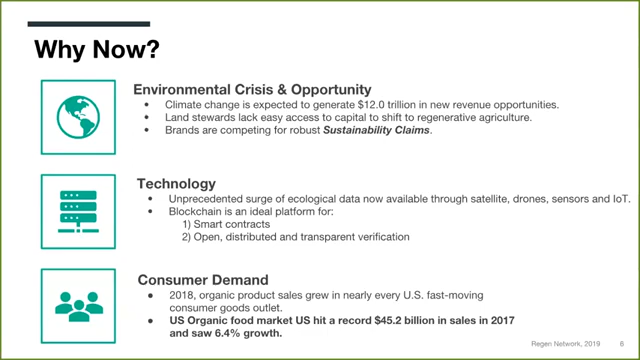 Why Now?
Environmental Crisis & Opportunity
● Climate change is expected to generate $12.0 trillion in new revenue opportunities.
● Land stewards lack easy access to capital to shift to regenerative agriculture.
● Brands are competing for robust Sustainability Claims.
Technology
● Unprecedented surge of ecological data now available through satellite, drones, sensors and IoT.
● Blockchain is an ideal platform for:
1) Smart contracts
2) Open, distributed and transparent verification
Consumer Demand
● 2018, organic product sales grew in nearly every U.S. fast-moving
consumer goods outlet.
● US Organic food market US hit a record $45.2 billion in sales in 2017
and saw 6.4% growth.
Regen Network, 2019 6